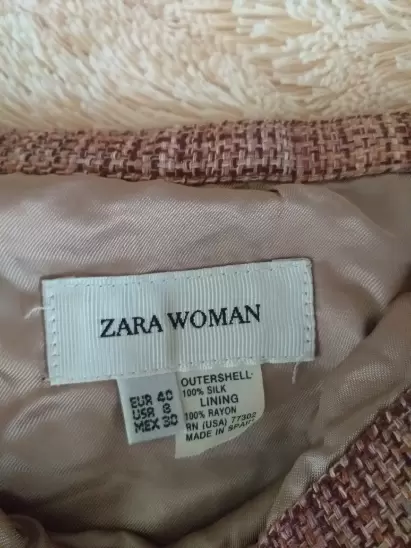 ZARA WOMAN
EUR 40
USA 8
MEX 30
OUTERSHELL:
100% SILK
LINING
100% RAYON
RN (USA) 77302
MADE IN SPAIN